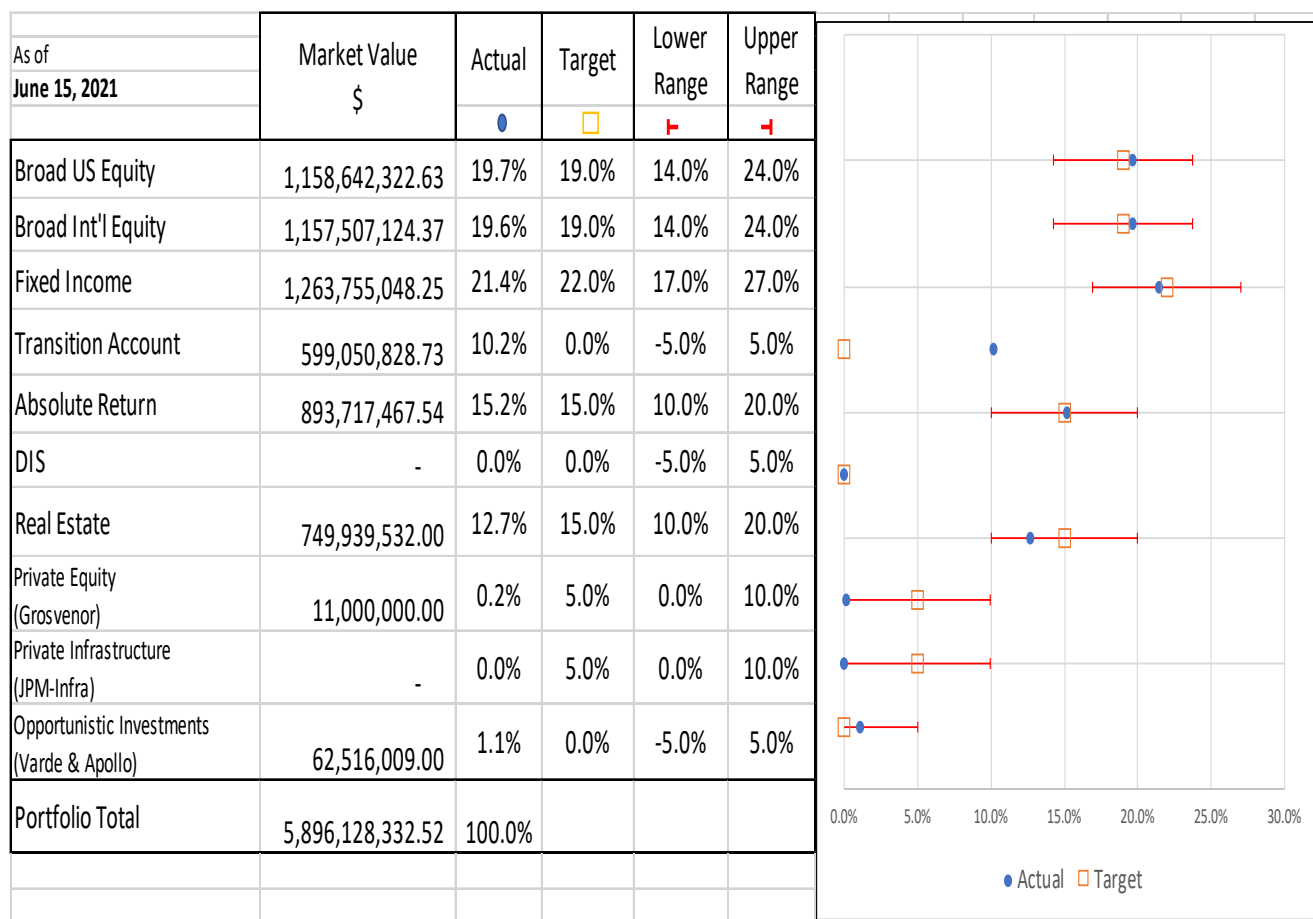 As of
June 15, 2021
Market Value
$
Actual
Target
Lower
Range
Upper
Range
Broad US Equity 1,158,642,322.63 19.7% 19.0% 14.0% 24.0%
Broad Int'l Equity 1,157,507,124.37 19.6% 19.0% 14.0% 24.0%
Fixed Income 1,263,755,048.25 21.4% 22.0% 17.0% 27.0%
Transition Account 599,050,828.73 10.2% 0.0% -5.0% 5.0%
Absolute Return 893,717,467.54 15.2% 15.0% 10.0% 20.0%
DIS - 0.0% 0.0% -5.0% 5.0%
Real Estate 749,939,532.00 12.7% 15.0% 10.0% 20.0%
Private Equity
(Grosvenor) 11,000,000.00 0.2% 5.0% 0.0% 10.0%
Private Infrastructure
(JPM-Infra) - 0.0% 5.0% 0.0% 10.0%
Opportunistic Investments
(Varde & Apollo) 62,516,009.00 1.1% 0.0% -5.0% 5.0%
Portfolio Total 5,896,128,332.52 100.0%
0.0% 5.0% 10.0% 15.0% 20.0% 25.0% 30.0%
Actual Target